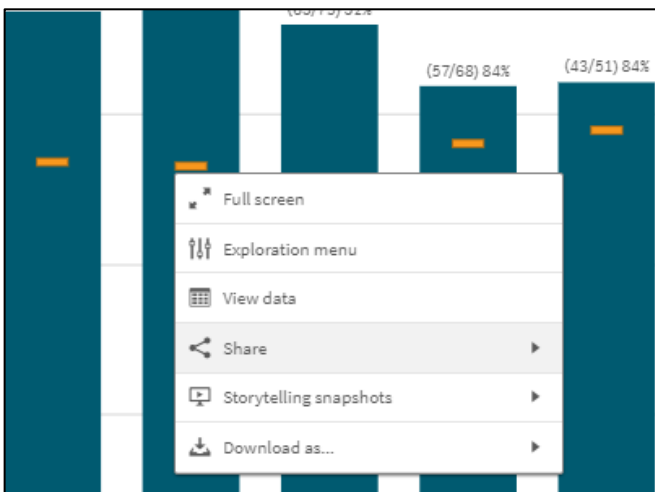 (57/68) 84%
(43/51) 84%
Full screen
Exploration menu
View data
Share
Storytelling snapshots
Download as...